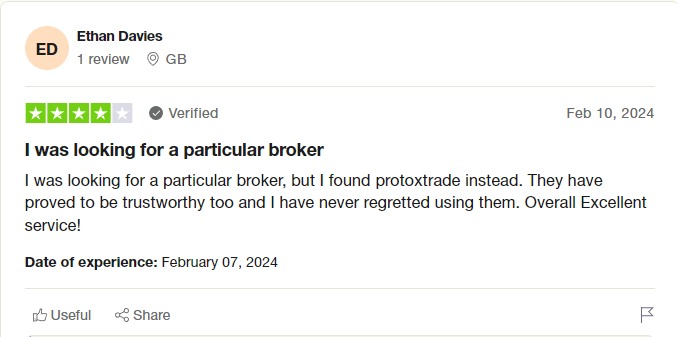 ED
Ethan Davies
1 review GB
Verified Feb 10, 2024
I was looking for a particular broker
I was looking for a particular broker, but I found protoxtrade instead. They have
proved to be trustworthy too and I have never regretted using them. Overall Excellent
service!
Date of experience: February 07, 2024
Useful Share